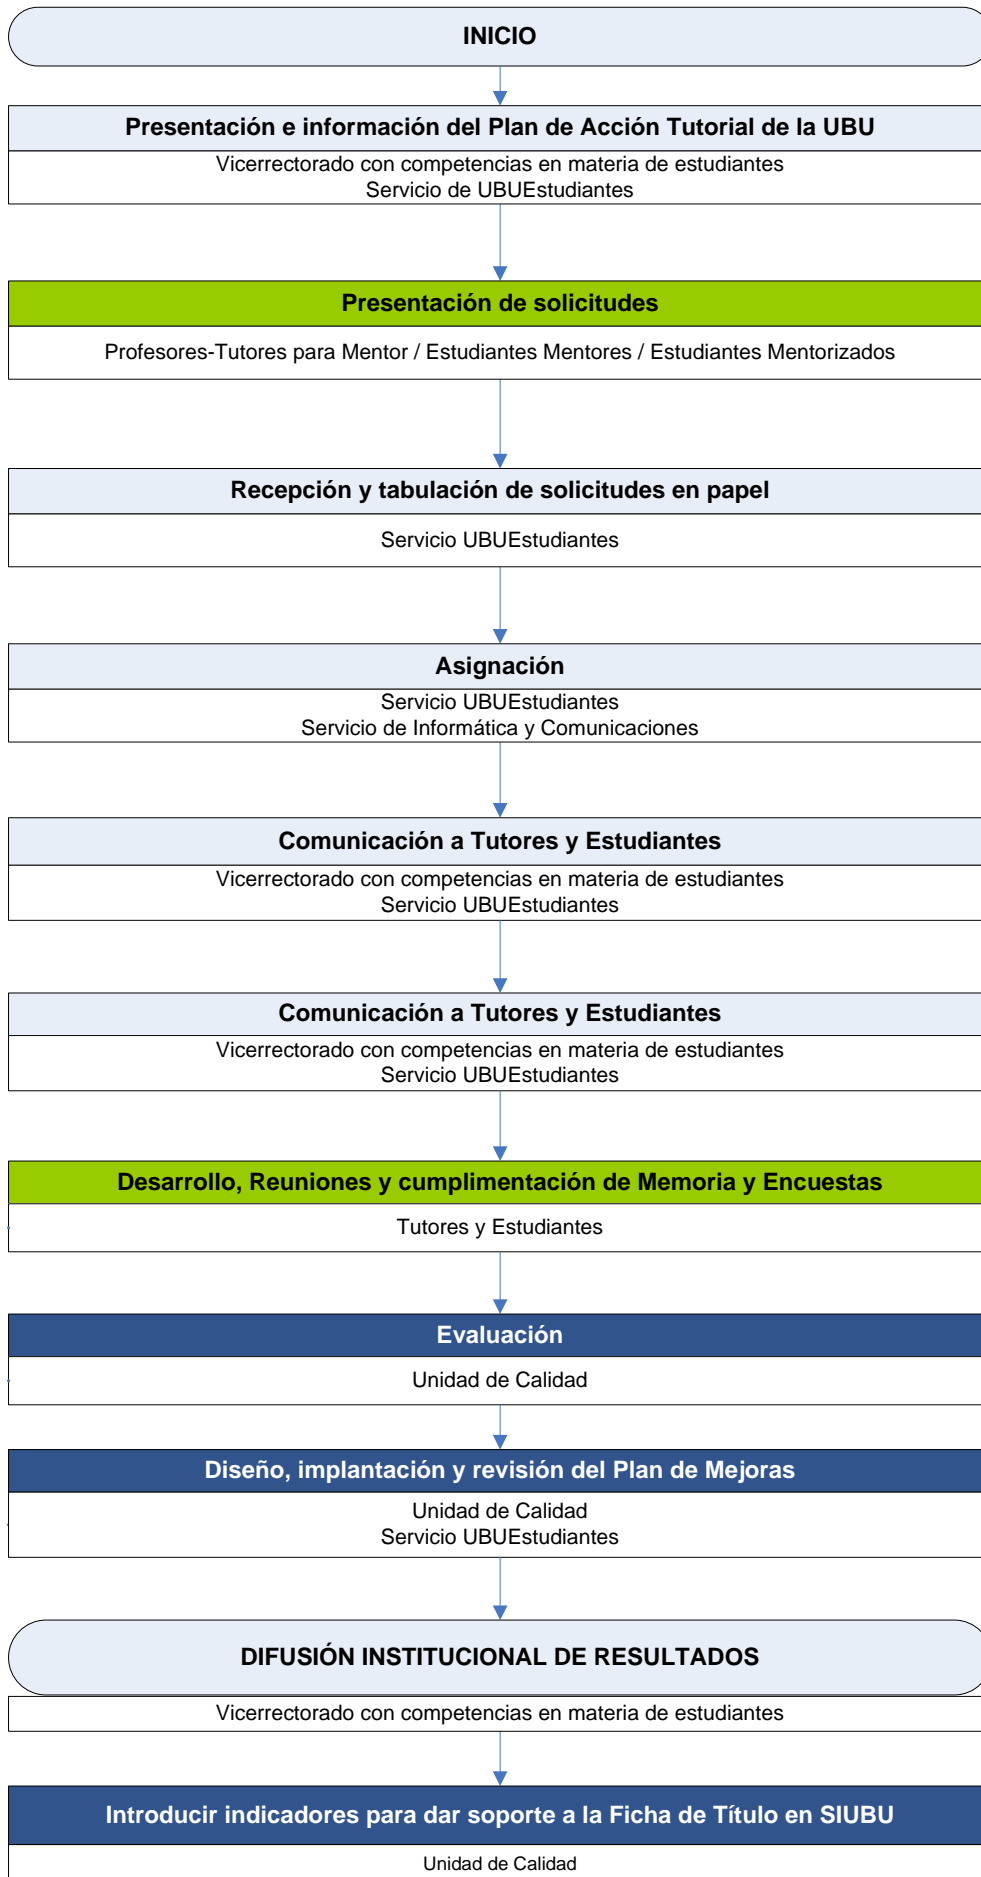 INICIO
Presentación e información del Plan de Acción Tutorial de la UBU
Vicerrectorado con competencias en materia de estudiantes
Servicio de UBUEstudiantes
Presentación de solicitudes
Profesores-Tutores para Mentor / Estudiantes Mentores / Estudiantes Mentorizados
Recepción y tabulación de solicitudes en papel
Servicio UBUEstudiantes
Asignación
Servicio UBUEstudiantes
Servicio de Informática y Comunicaciones
Comunicación a Tutores y Estudiantes
Vicerrectorado con competencias en materia de estudiantes
Servicio UBUEstudiantes
Comunicación a Tutores y Estudiantes
Vicerrectorado con competencias en materia de estudiantes
Servicio UBUEstudiantes
Desarrollo, Reuniones y cumplimentación de Memoria y Encuestas
Tutores y Estudiantes
Evaluación
Unidad de Calidad
Diseño, implantación y revisión del Plan de Mejoras
Unidad de Calidad
Servicio UBUEstudiantes
DIFUSIÓN INSTITUCIONAL DE RESULTADOS
Vicerrectorado con competencias en materia de estudiantes
Introducir indicadores para dar soporte a la Ficha de Título en SIUBU
Unidad de Calidad